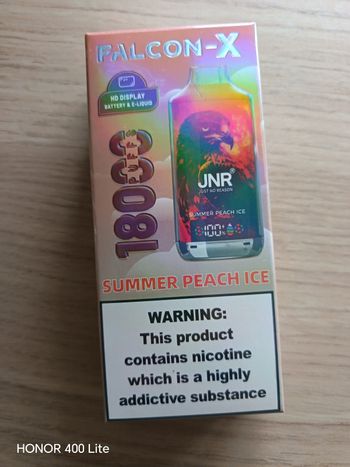 FALCON-X
HD DISPLAY
BATTERY & E-LIQUID
18000
PUFFS
JNR®
JUST NO REASON
SUMMER PEACH ICE
100%
SUMMER PEACH ICE
WARNING:
This product
contains nicotine
which is a highly
addictive substance
HONOR 400 Lite